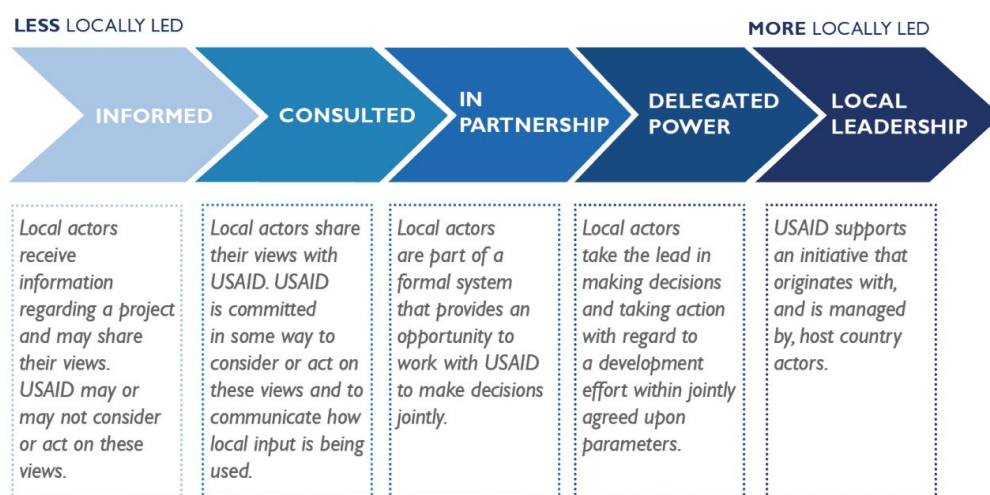 LESS LOCALLY LED
MORE LOCALLY LED
INFORMED
CONSULTED
IN
PARTNERSHIP
DELEGATED
POWER
LOCAL
LEADERSHIP
Local actors
receive
information
regarding a project
and may share
their views.
USAID may or
may not consider
or act on these
views.
Local actors share
their views with
USAID. USAID
is committed
in some way to
consider or act on
these views and to
communicate how
local input is being
used.
Local actors
are part of a
formal system
that provides an
opportunity to
work with USAID
to make decisions
jointly.
Local actors
take the lead in
making decisions
and taking action
with regard to
a development
effort within jointly
agreed upon
parameters.
USAID supports
an initiative that
originates with,
and is managed
by, host country
actors.